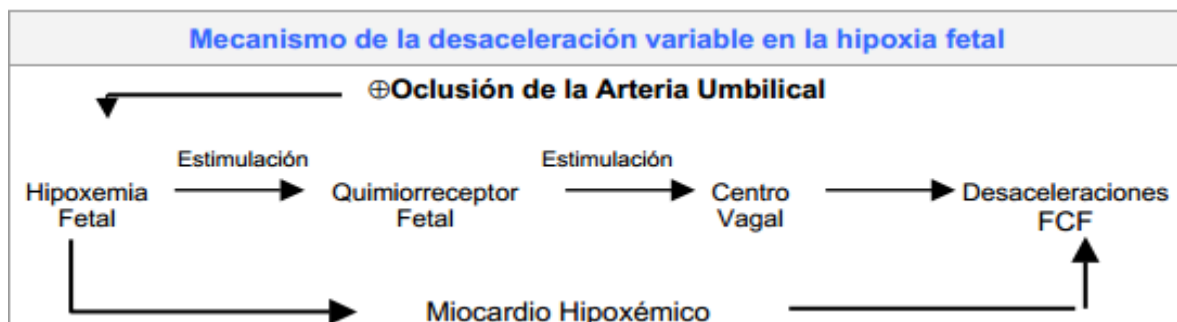 Mecanismo de la desaceleración variable en la hipoxia fetal
⊕Oclusión de la Arteria Umbilical
Estimulación Estimulación
Hipoxemia Quimiorreceptor Centro Desaceleraciones
Fetal Fetal Vagal FCF
Miocardio Hipoxémico